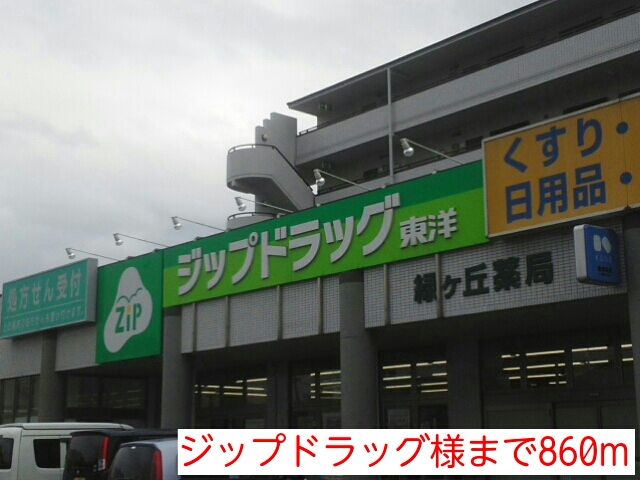 処方せん受付
ZiP
ジップドラッグ東洋
くすり・
日用品・
緑ヶ丘薬局
ジップドラッグ様まで860m